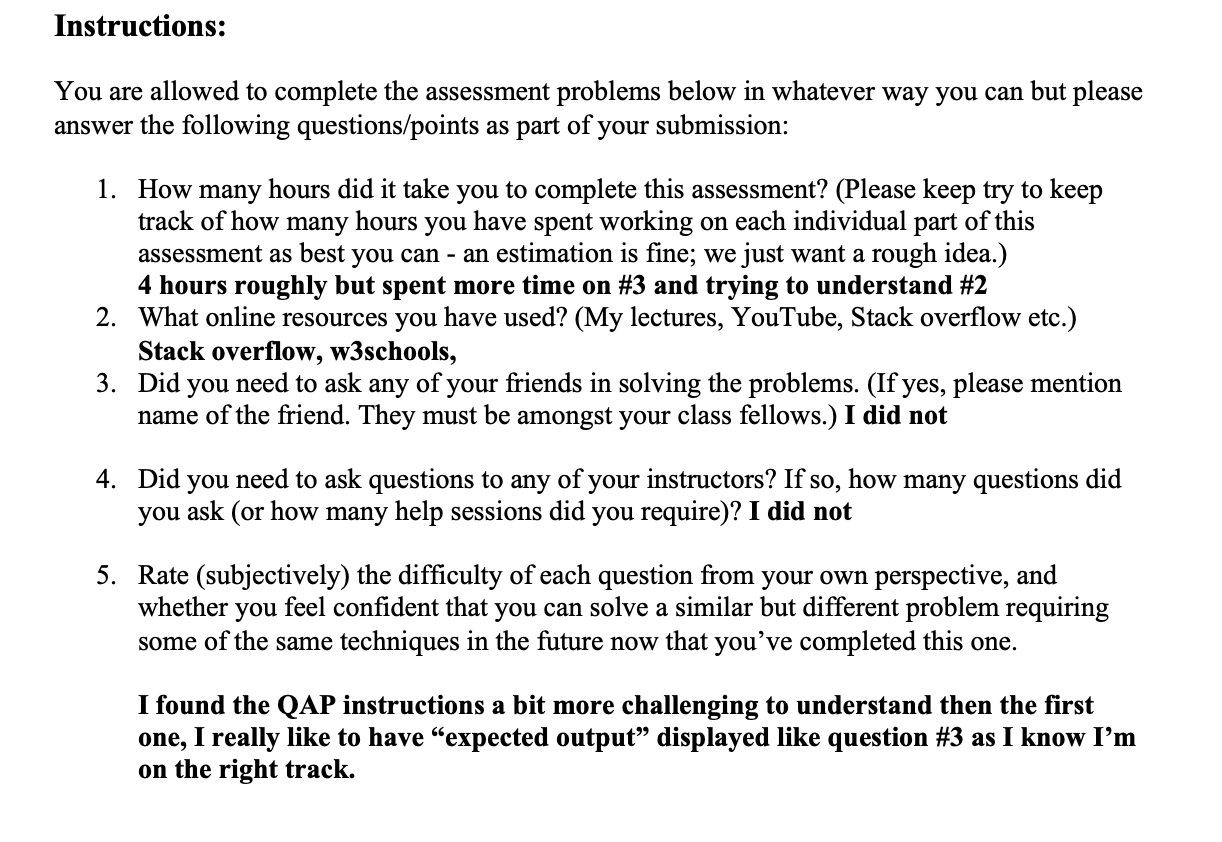 Instructions:
You are allowed to complete the assessment problems below in whatever way you can but please
answer the following questions/points as part of your submission:
1. How many hours did it take you to complete this assessment? (Please keep try to keep
track of how many hours you have spent working on each individual part of this
assessment as best you can - an estimation is fine; we just want a rough idea.)
4 hours roughly but spent more time on #3 and trying to understand #2
2. What online resources you have used? (My lectures, YouTube, Stack overflow etc.)
Stack overflow, w3schools,
3. Did you need to ask any of your friends in solving the problems. (If yes, please mention
name of the friend. They must be amongst your class fellows.) I did not
4. Did you need to ask questions to any of your instructors? If so, how many questions did
you ask (or how many help sessions did you require)? I did not
5. Rate (subjectively) the difficulty of each question from your own perspective, and
whether you feel confident that you can solve a similar but different problem requiring
some of the same techniques in the future now that you’ve completed this one.
I found the QAP instructions a bit more challenging to understand then the first
one, I really like to have “expected output” displayed like question #3 as I know I’m
on the right track.